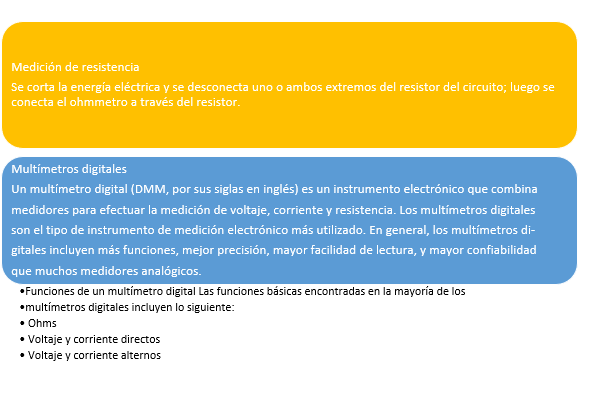 Medición de resistencia
Se corta la energía eléctrica y se desconecta uno o ambos extremos del resistor del circuito; luego se
conecta el ohmmetro a través del resistor.
Multímetros digitales
Un multímetro digital (DMM, por sus siglas en inglés) es un instrumento electrónico que combina
medidores para efectuar la medición de voltaje, corriente y resistencia. Los multímetros digitales
son el tipo de instrumento de medición electrónico más utilizado. En general, los multímetros di-
gitales incluyen más funciones, mejor precisión, mayor facilidad de lectura, y mayor confiabilidad
que muchos medidores analógicos.
•Funciones de un multímetro digital Las funciones básicas encontradas en la mayoría de los
•multímetros digitales incluyen lo siguiente:
• Ohms
• Voltaje y corriente directos
• Voltaje y corriente alternos